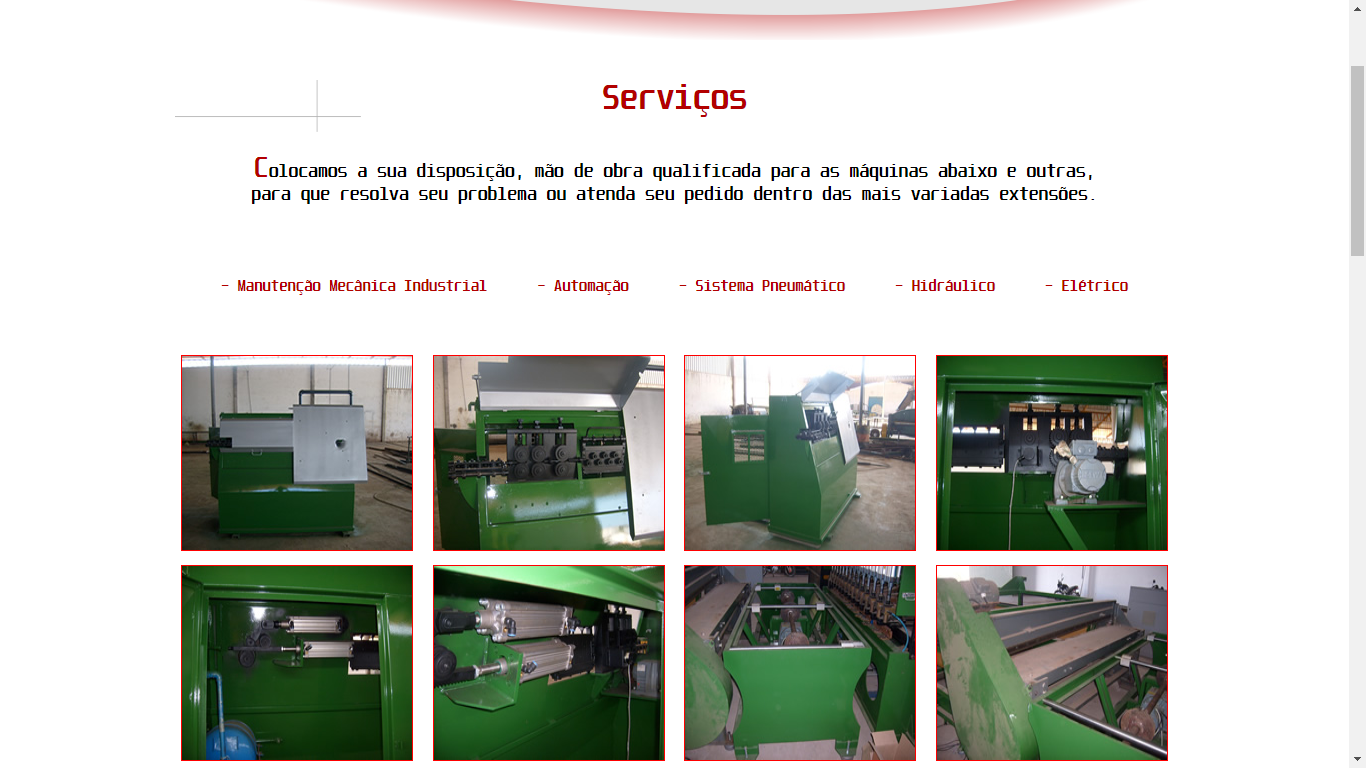 Serviços
Colocamos a sua disposição, mão de obra qualificada para as máquinas abaixo e outras,
para que resolva seu problema ou atenda seu pedido dentro das mais variadas extensões.
- Manutenção Mecânica Industrial - Automação - Sistema Pneumático - Hidráulico - Elétrico